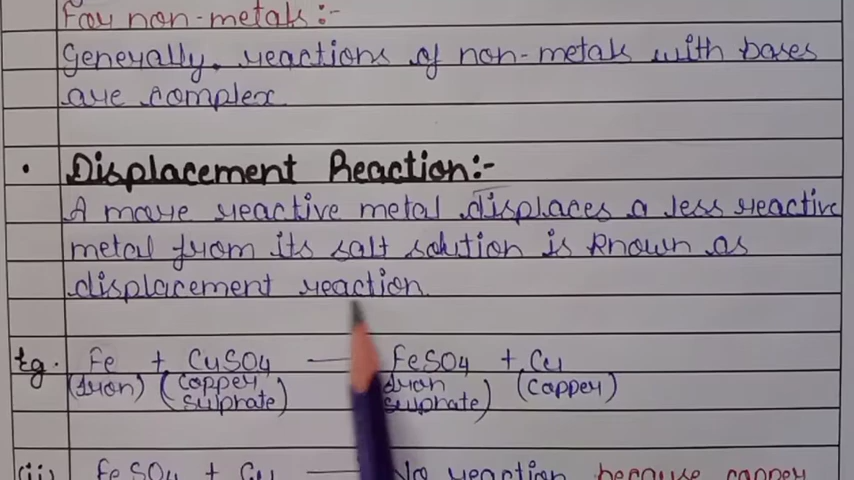 For non-metals:-
Generally, reactions of non-metals with bases
are complex
• Displacement Reaction:-
A more reactive metal displaces a less reactive
metal from its salt solution is known as
displacement reaction.
Eg. Fe + CuSO4 — FeSO4 + Cu
(Iron) (copper sulphate) Iron sulphate) (copper)
(ii) FeSO4 + Cu — No reaction because copper